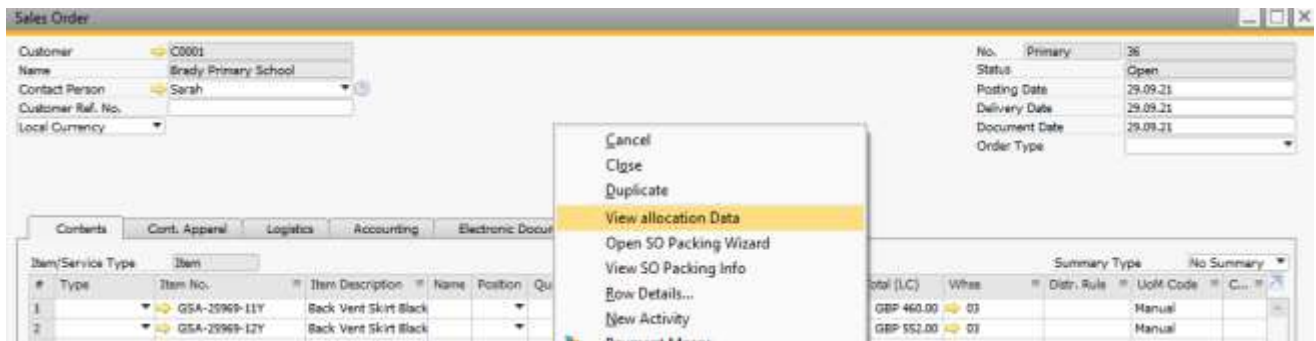 Sales Order
Customer C0001
Name Brady Primary School
Contact Person Sarah
Customer Ref. No.
Local Currency
No. Primary 36
Status Open
Posting Date 29.09.21
Delivery Date 29.09.21
Document Date 29.09.21
Order Type
Cancel
Close
Duplicate
View allocation Data
Open SO Packing Wizard
View SO Packing Info
Row Details...
New Activity
Contents Cont. Apparel Logistics Accounting Electronic Docu
Item/Service Type Item
Summary Type No Summary
# Type Item No. Item Description Name Position Qu otal (LC) Whse Distr. Rule UoM Code C...
1 GSA-25969-11Y Back Vent Skirt Black GBP 460.00 03 Manual
2 GSA-25969-12Y Back Vent Skirt Black GBP 552.00 03 Manual